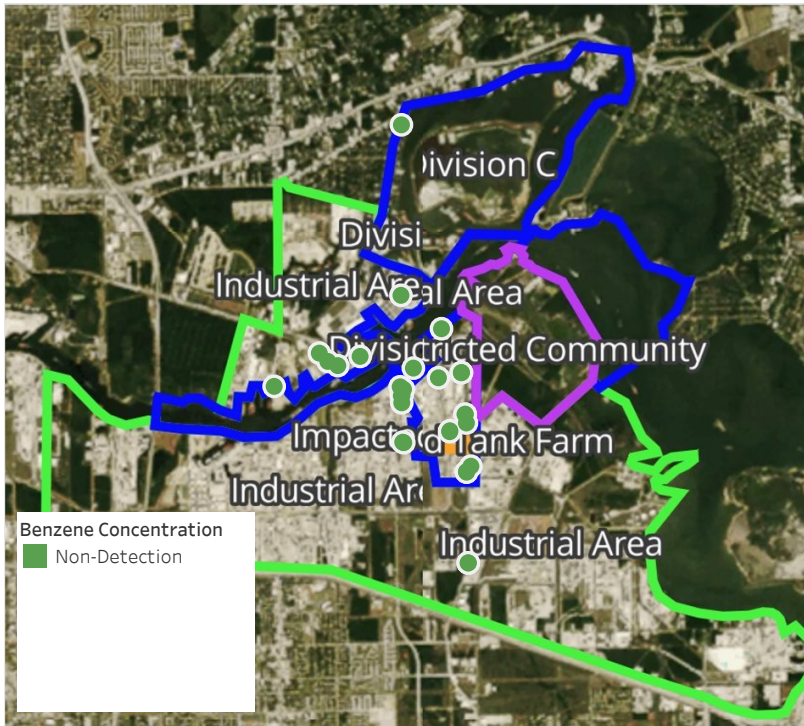 Division C
Divisi
Industrial Area
al Area
Divisi
tricted Community
Impact
d Tank Farm
Industrial Ar
Industrial Area
Benzene Concentration
Non-Detection